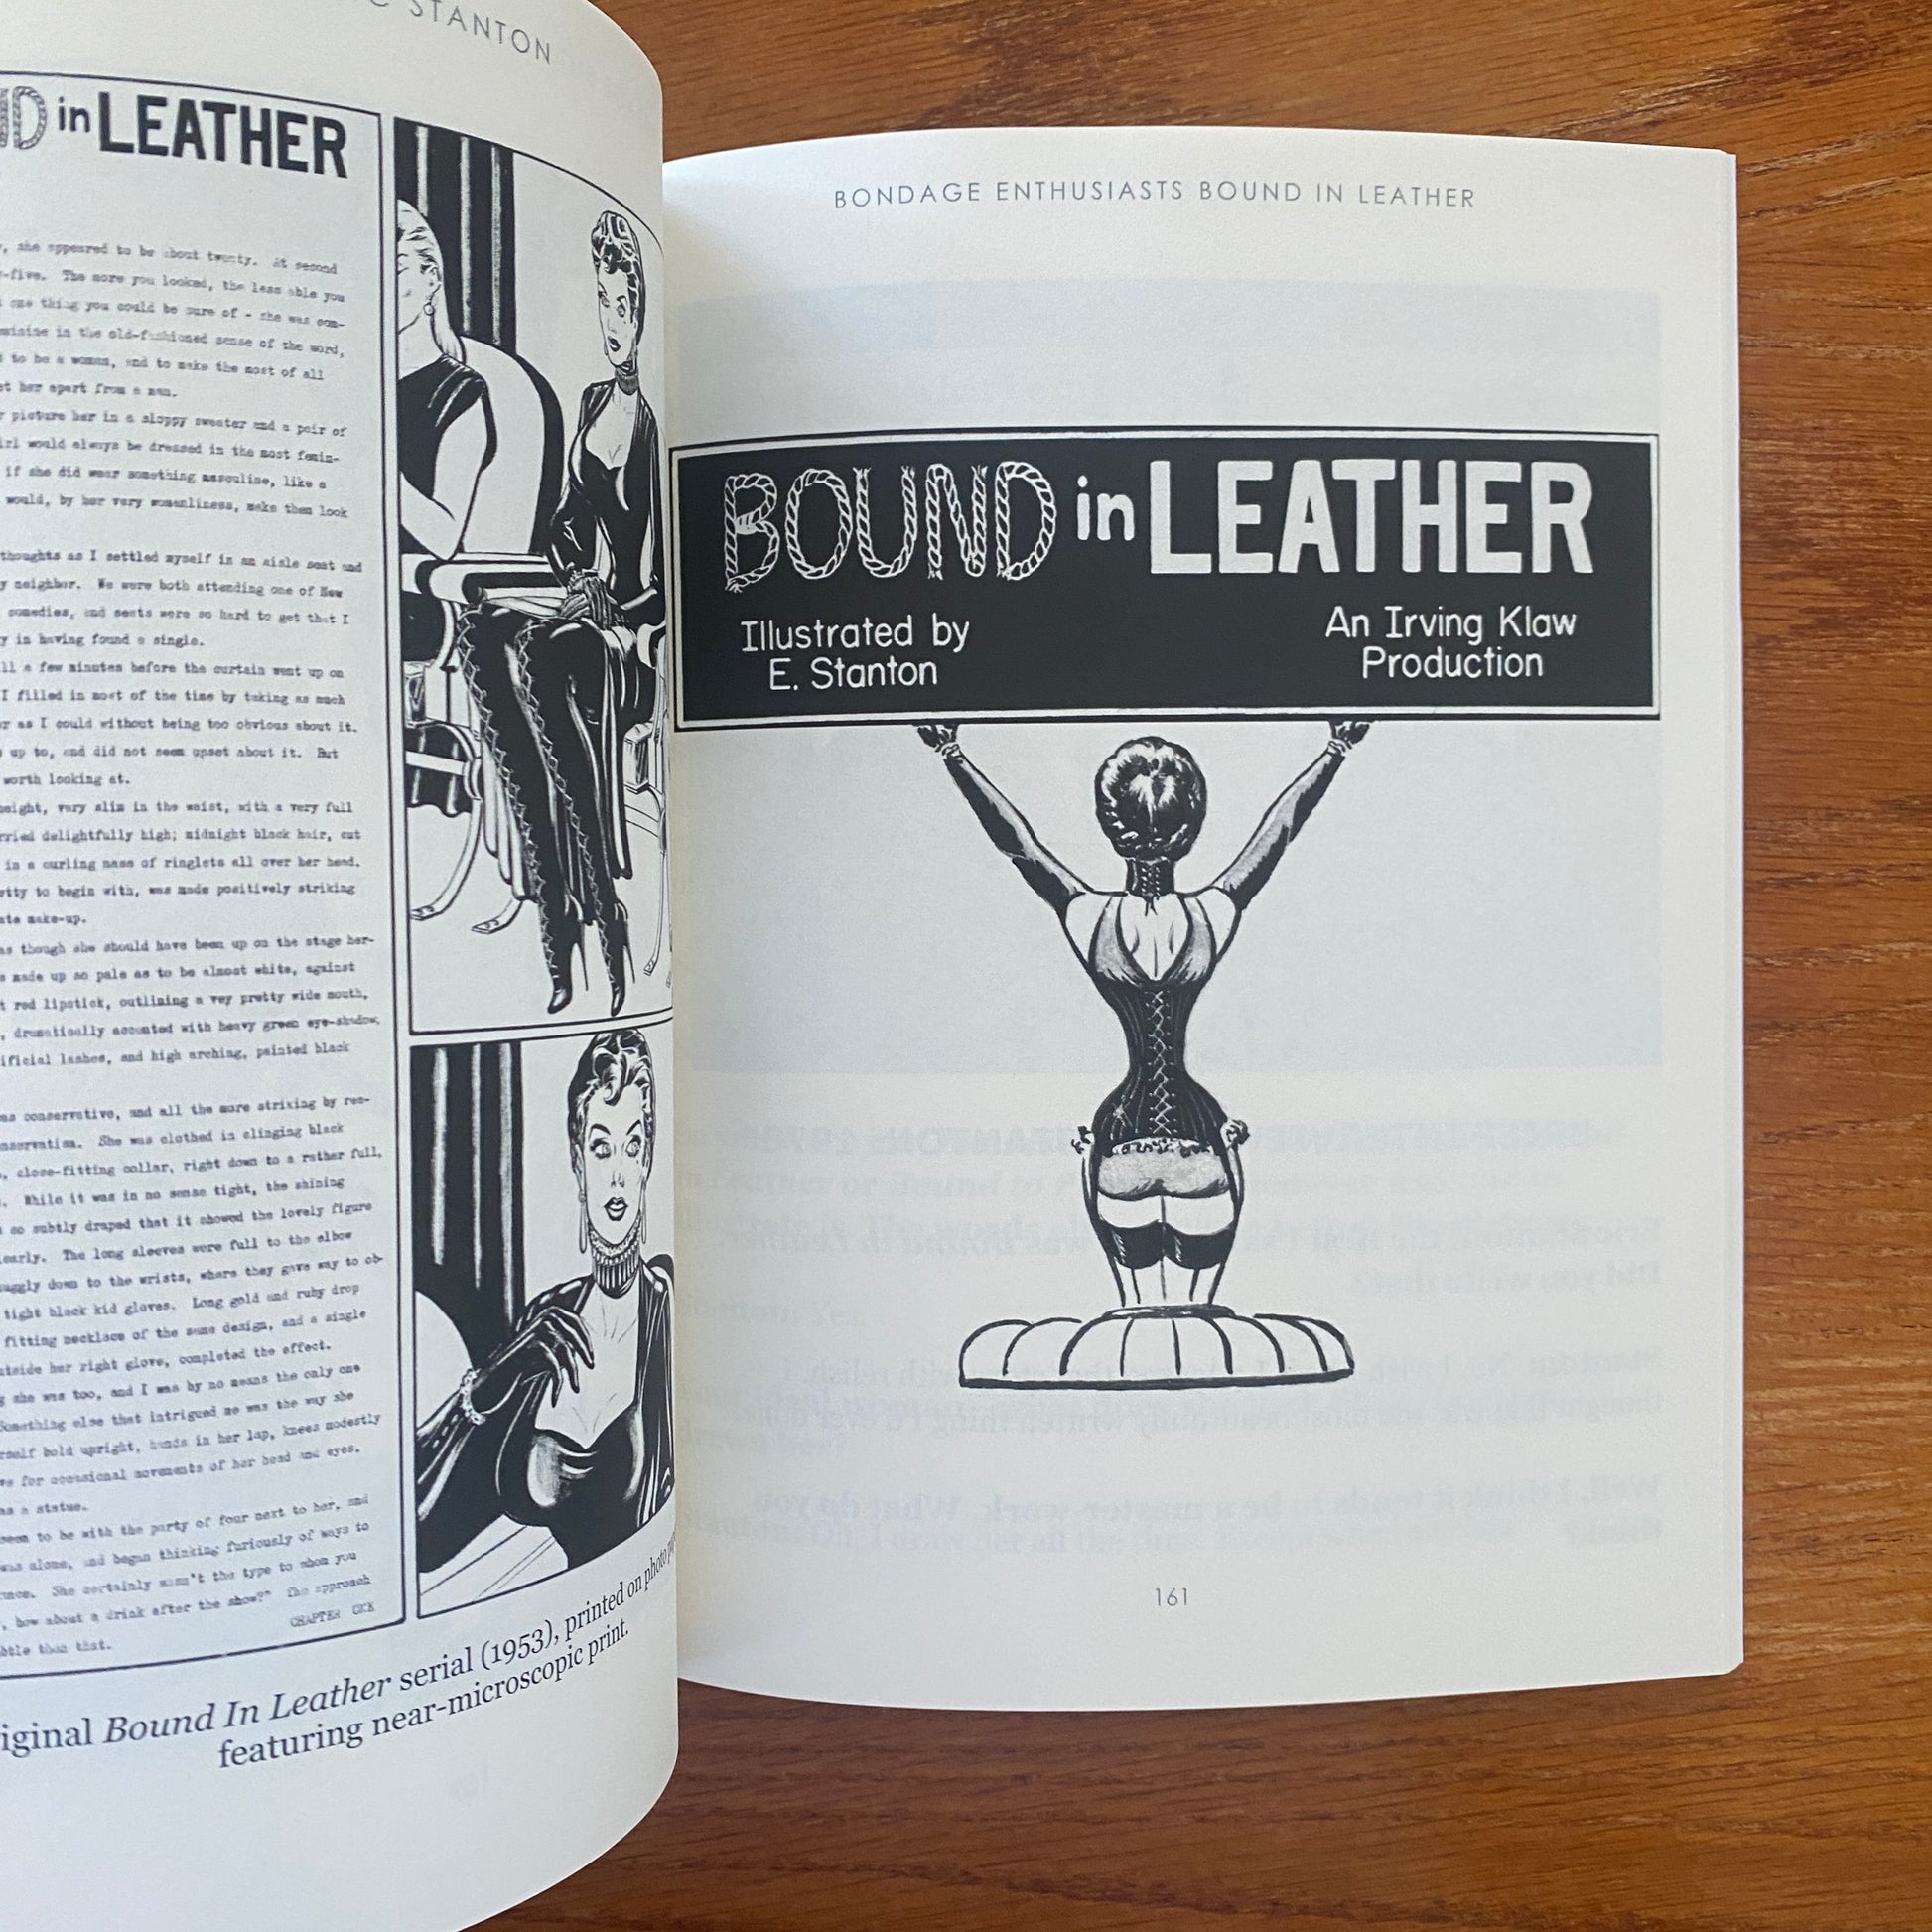 STANTON
in LEATHER
, she appeared to be about twenty. At second
-five. The more you looked, the less able you
one thing you could be sure of - she was com-
in the old-fashioned sense of the word,
to be a woman, and to make the most of all
her apart from a man.
picture her in a sloppy sweater and a pair of
would always be dressed in the most femin-
if she did wear something masculine, like a
would, by her very womanliness, make them look
thoughts as I settled myself in an aisle seat and
neighbor. We were both attending one of New
comedies, and seats were so hard to get that I
in having found a single.
a few minutes before the curtain went up on
I filled in most of the time by taking as much
as I could without being too obvious about it.
up to, and did not seem upset about it. But
worth looking at.
height, very slim in the waist, with a very full
delightfully high; midnight black hair, cut
in a curling mass of ringlets all over her head.
to begin with, was made positively striking
make-up.
as though she should have been up on the stage her-
made up so pale as to be almost white, against
red lipstick, outlining a vey pretty wide mouth,
, dramatically accented with heavy green eye-shadow,
lashes, and high arching, painted black
conservative, and all the more striking by rea-
She was clothed in clinging black
, close-fitting collar, right down to a rather full,
While it was in no sense tight, the shining
so subtly draped that it showed the lovely figure
The long sleeves were full to the elbow
down to the wrists, where they gave way to ob-
tight black kid gloves. Long gold and ruby drop
fitting necklace of the same design, and a single
her right glove, completed the effect.
she was too, and I was by no means the only one
Something else that intrigued me was the way she
bolt upright, hands in her lap, knees modestly
for occasional movements of her head and eyes.
as a statue.
seem to be with the party of four next to her, and
was alone, and began thinking furiously of ways to
She certainly wasn't the type to whom you
, how about a drink after the show?" The approach
than that.
CHAPTER ONE
Bound In Leather serial (1953), printed on photo
featuring near-microscopic print.
BONDAGE ENTHUSIASTS BOUND IN LEATHER
BOUND in LEATHER
Illustrated by
E. Stanton
An Irving Klaw
Production
161